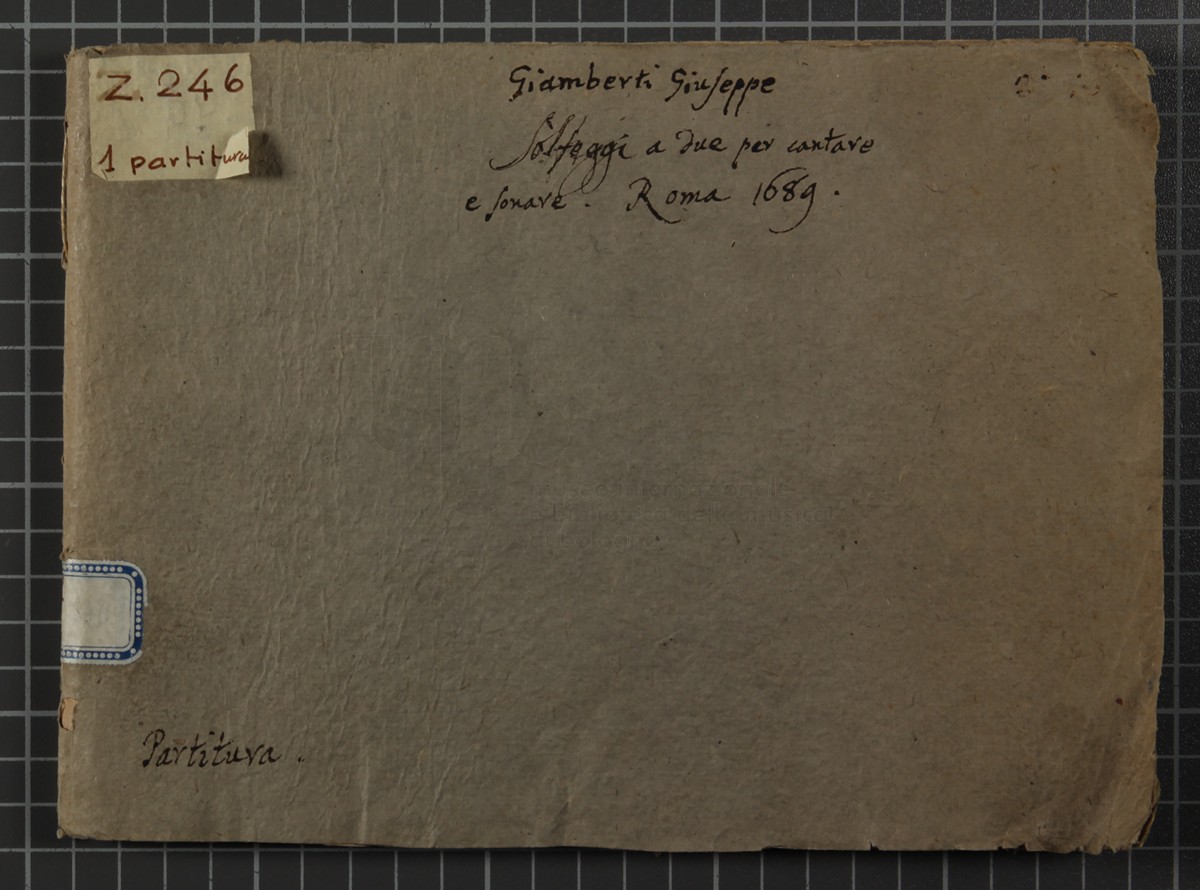 Z. 246
1 partitura
Giamberti Giuseppe
Solfeggi a due per cantare
e sonare. Roma 1689.
Partitura.